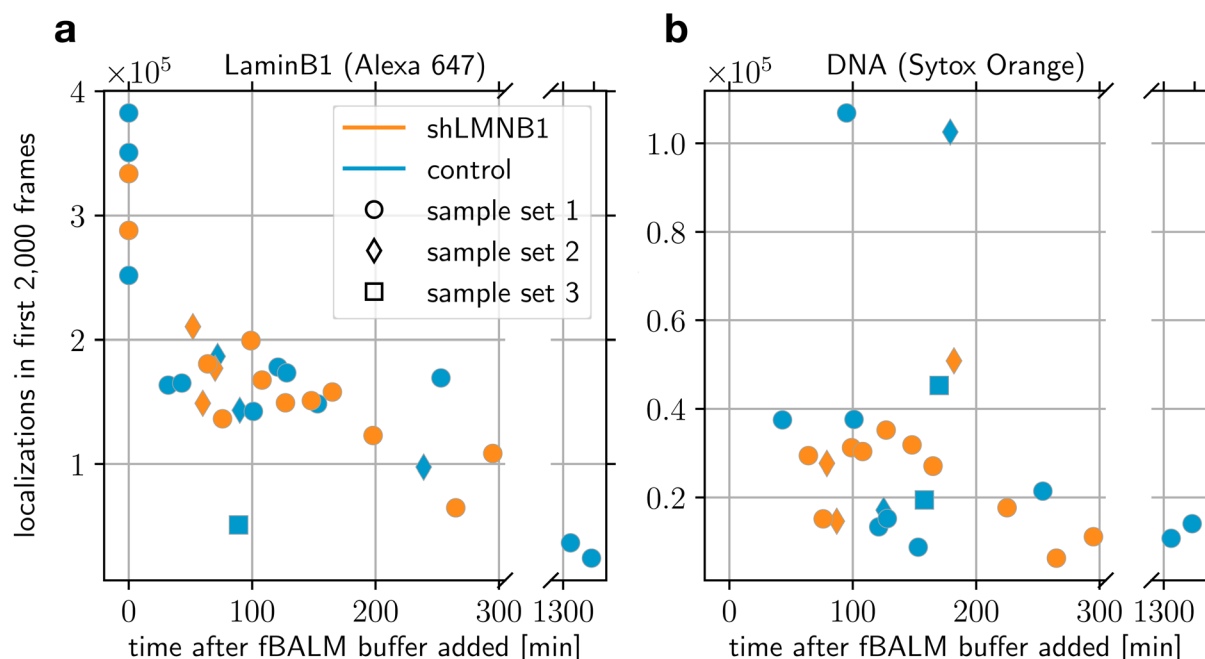 a
×10⁵ LaminB1 (Alexa 647)
4
3
2
1
localizations in first 2,000 frames
shLMNB1
control
sample set 1
sample set 2
sample set 3
0 100 200 300 1300
time after fBALM buffer added [min]
b
×10⁵ DNA (Sytox Orange)
1.0
0.8
0.6
0.4
0.2
0 100 200 300 1300
time after fBALM buffer added [min]